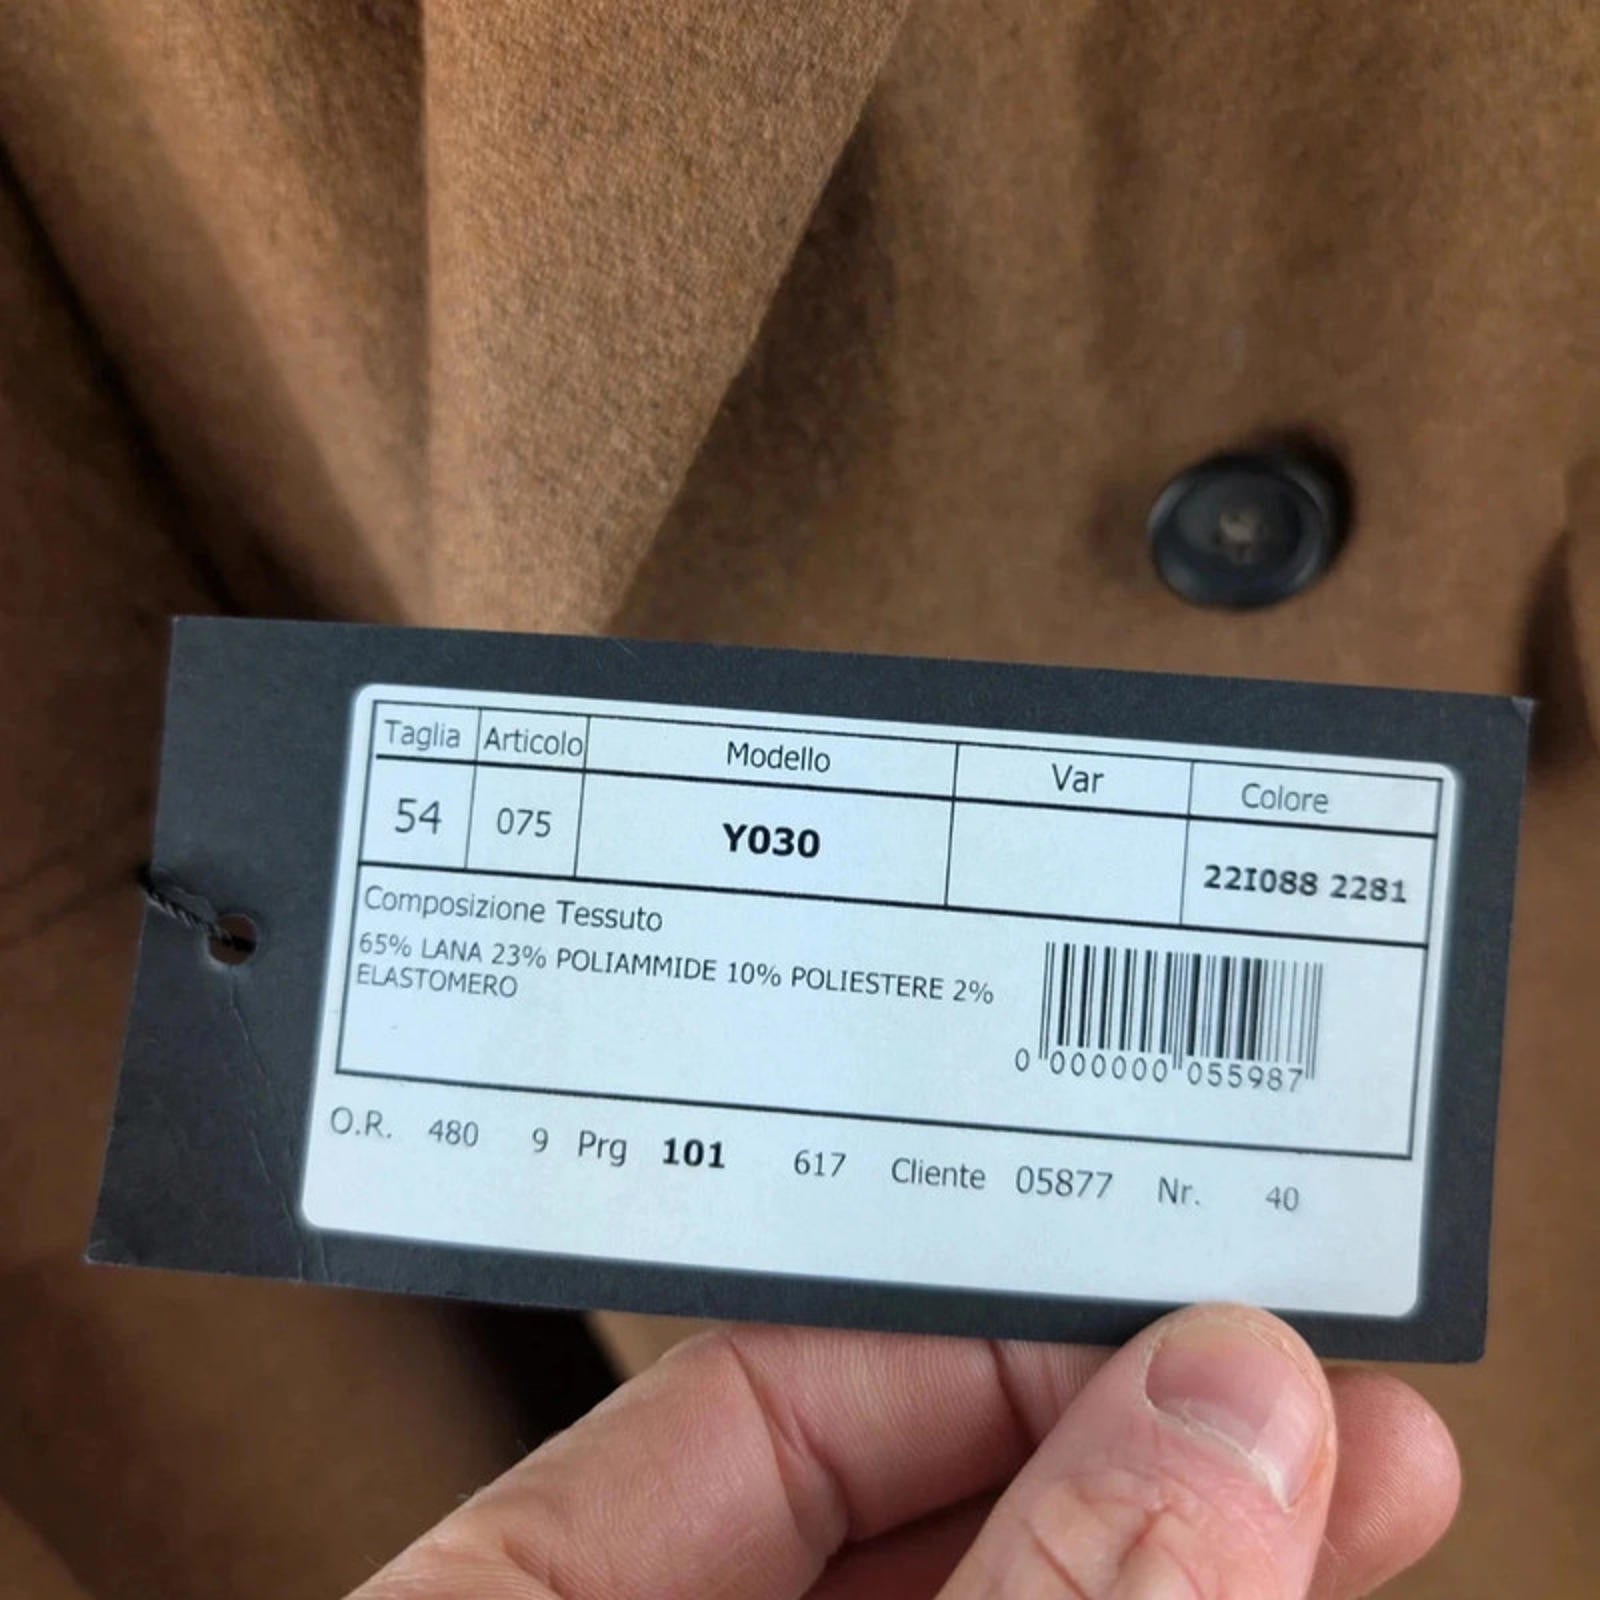 Taglia Articolo Modello Var Colore
54 075 Y030 22I088 2281
Composizione Tessuto
65% LANA 23% POLIAMMIDE 10% POLIESTERE 2%
ELASTOMERO
0 000000 055987
O.R. 480 9 Prg 101 617 Cliente 05877 Nr. 40